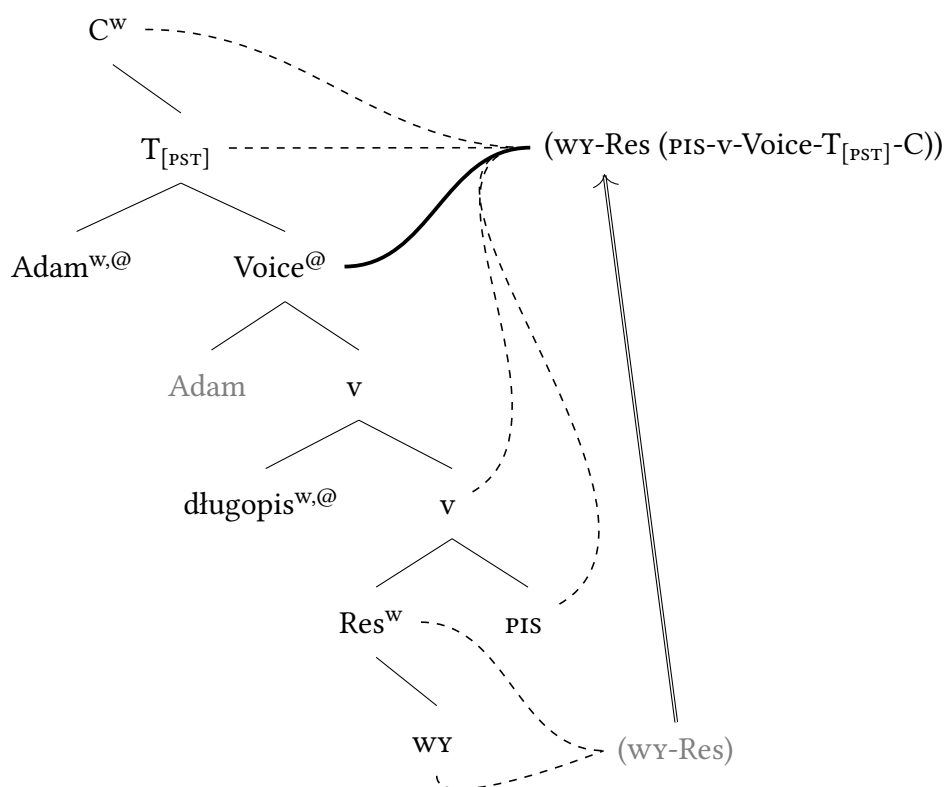 Cʷ
T[PST] (WY-Res (PIS-v-Voice-T[PST]-C))
Adamʷ,@ Voice@
Adam v
długopisʷ,@ v
Resʷ PIS
WY (WY-Res)